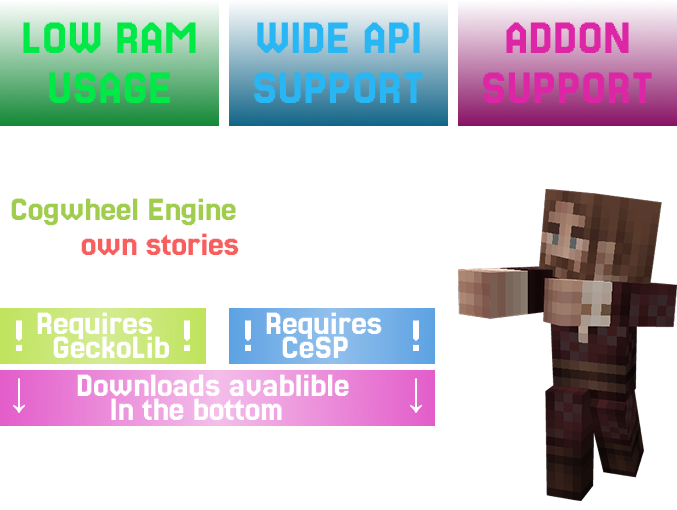 LOW RAM
USAGE
WIDE API
SUPPORT
ADDON
SUPPORT
Cogwheel Engine
own stories
! Requires !
GeckoLib
! Requires !
CeSP
↓ Downloads avablible ↓
In the bottom